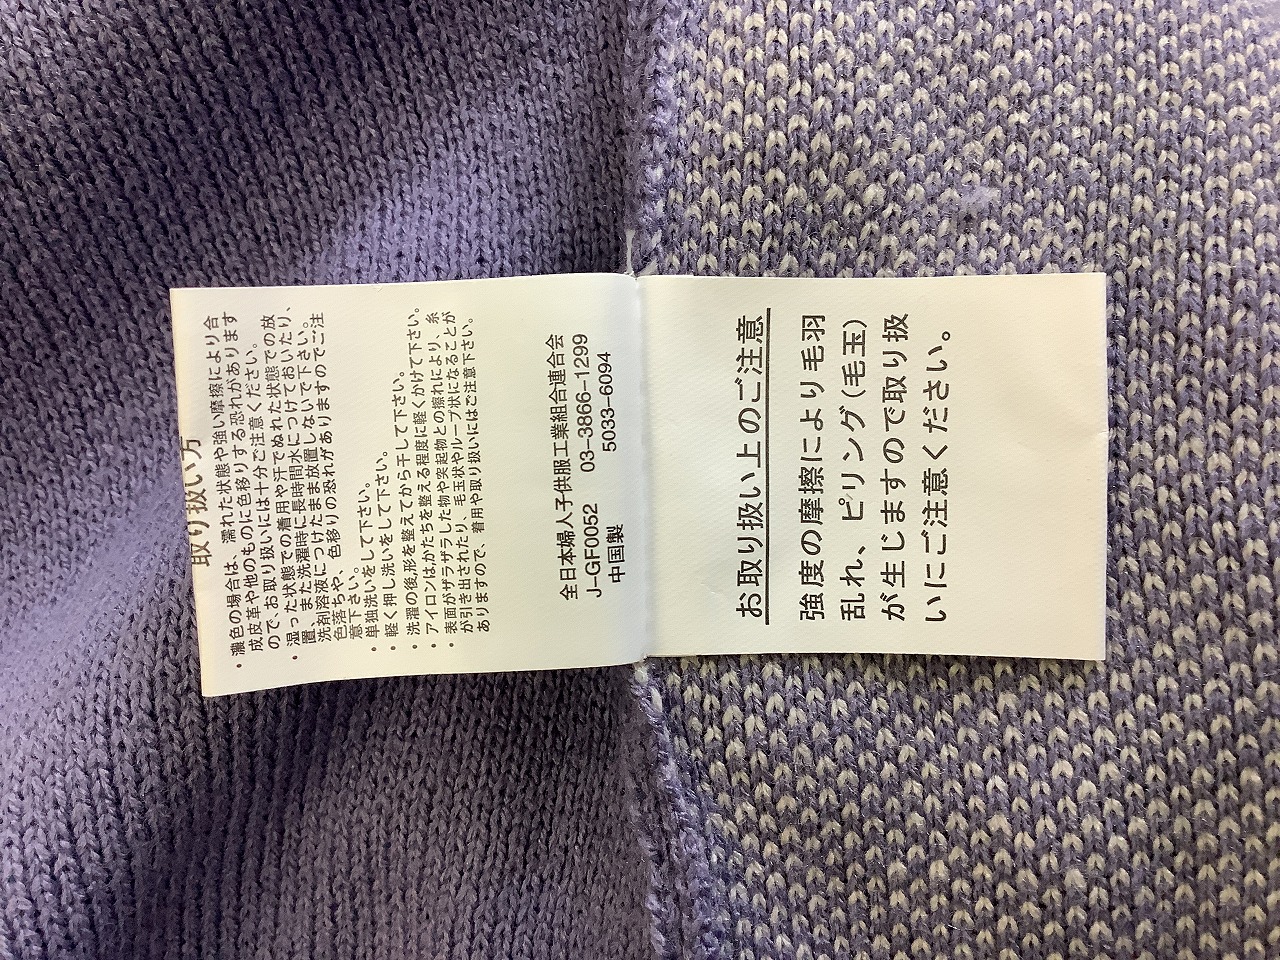 取り扱い方
・濃色の場合は、濡れた状態や強い摩擦により合
成皮革や他のものに色移りする恐れがあります
ので、お取り扱いには十分ご注意ください。
・湿った状態での着用や汗でぬれた状態での放
置、また洗濯時に長時間水につけておいたり、
洗剤溶液につけたまま放置しないで下さい。
色落ちや、色移りの恐れがありますのでご注
意下さい。
・単独洗いをして下さい。
・軽く押し洗いをして下さい。
・洗濯の後、形を整えてから干して下さい。
・アイロンはかたちを整える程度に軽くかけて下さい。
・表面がザラザラした物や突起物との擦れにより、糸
が引き出されたり、毛玉状やループ状になることが
ありますので、着用や取り扱いにはご注意下さい。
全日本婦人子供服工業組合連合会
J-GF0052 03-3866-1299
中国製 5033-6094
お取り扱い上のご注意
強度の摩擦により毛羽
乱れ、ピリング(毛玉)
が生じますので取り扱
いにご注意ください。